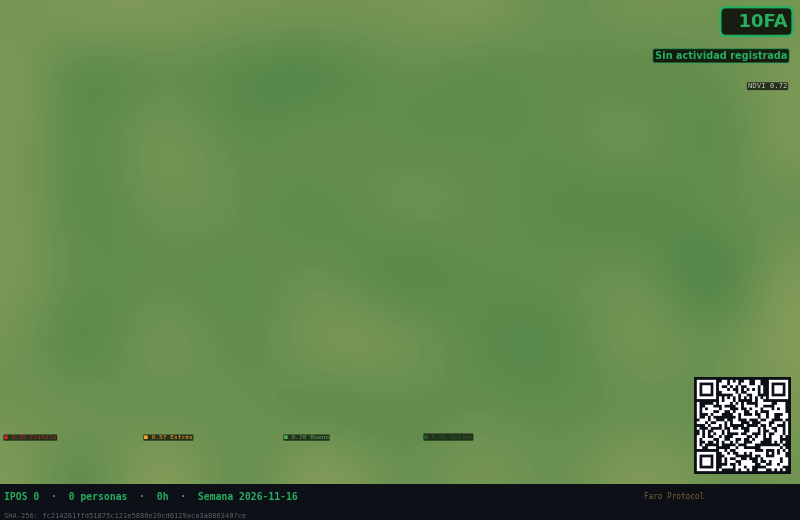 10FA
Sin actividad registrada
NDVI 0.72
0.57 Estrés
0.70 Bueno
IPOS 0 · 0 personas · 0h · Semana 2026-11-16
Faro Protocol
SHA-256: